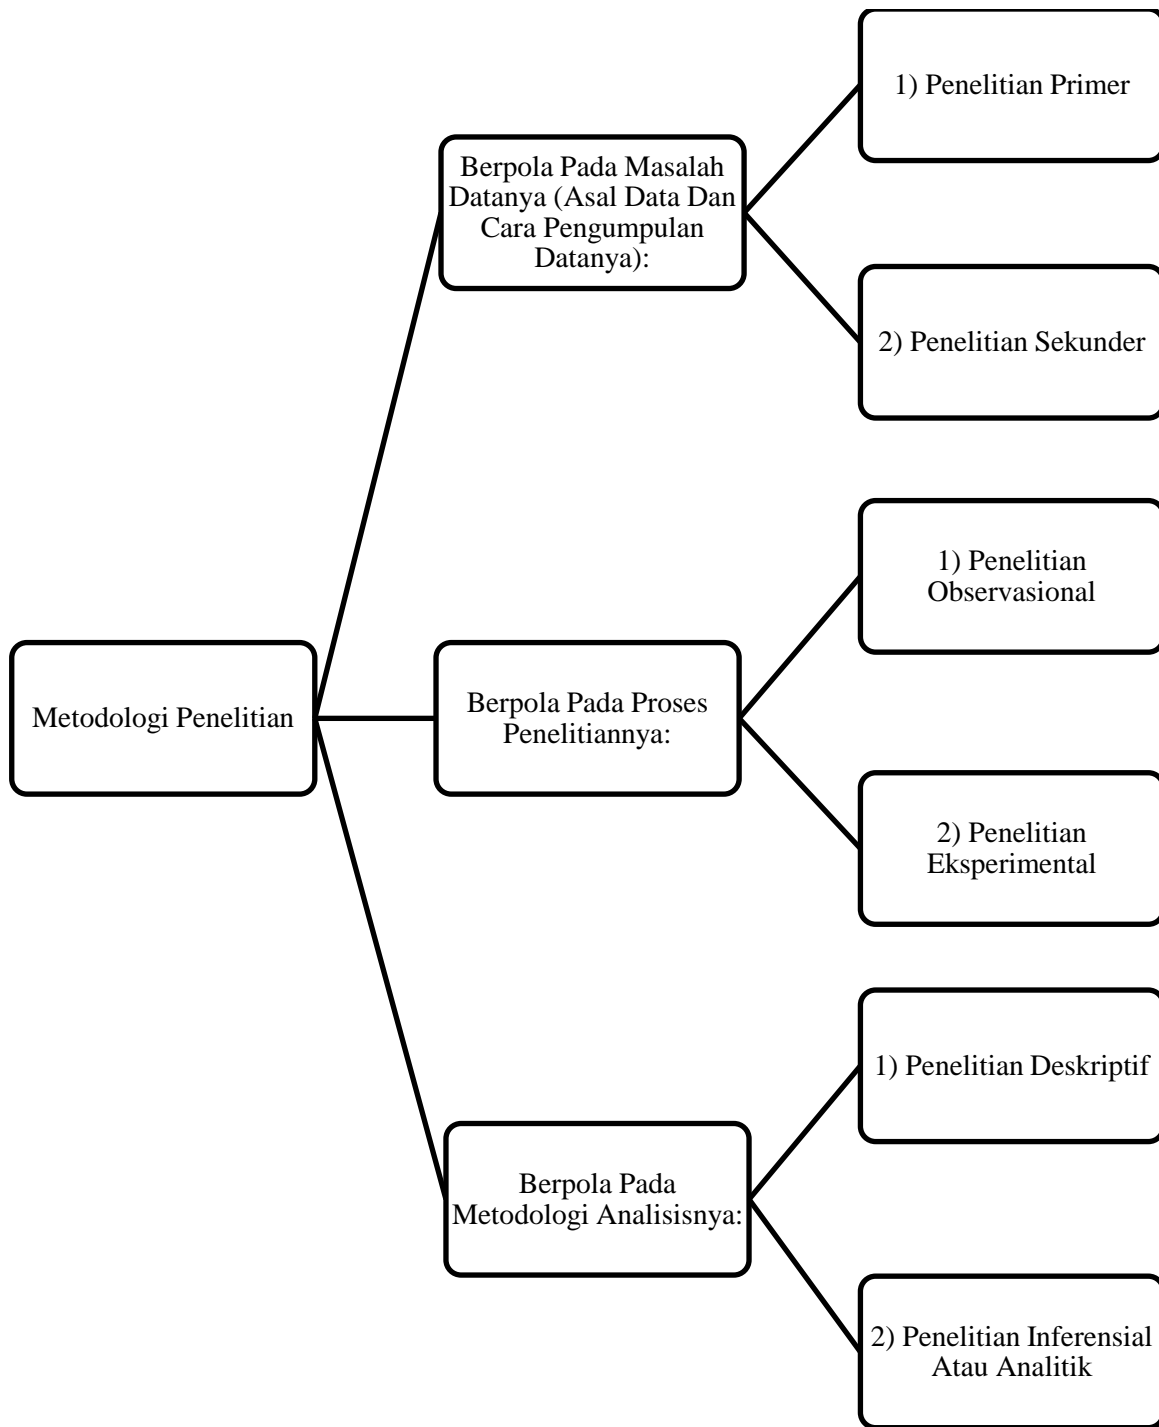 Metodologi Penelitian
Berpola Pada Masalah
Datanya (Asal Data Dan
Cara Pengumpulan
Datanya):
1) Penelitian Primer
2) Penelitian Sekunder
Berpola Pada Proses
Penelitiannya:
1) Penelitian
Observasional
2) Penelitian
Eksperimental
Berpola Pada
Metodologi Analisisnya:
1) Penelitian Deskriptif
2) Penelitian Inferensial
Atau Analitik